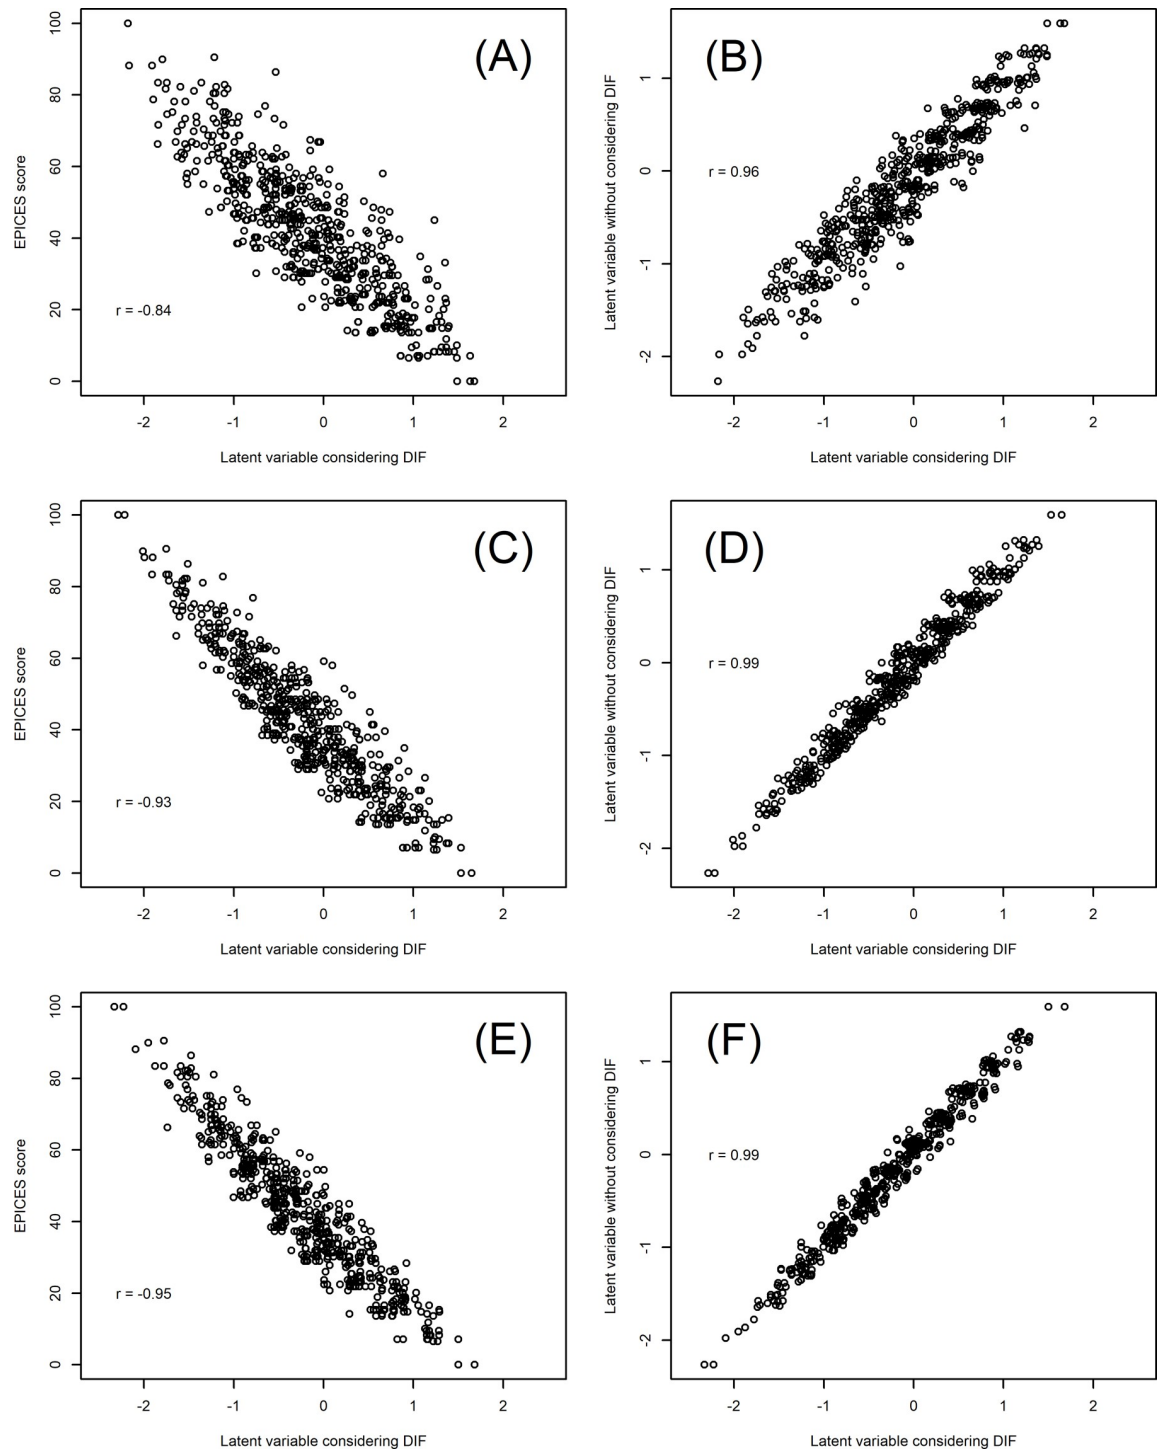 (A)
EPICES score
100
80
60
40
20
0
r = -0.84
-2 -1 0 1 2
Latent variable considering DIF
(B)
Latent variable without considering DIF
1
0
-1
-2
r = 0.96
-2 -1 0 1 2
Latent variable considering DIF
(C)
EPICES score
100
80
60
40
20
0
r = -0.93
-2 -1 0 1 2
Latent variable considering DIF
(D)
Latent variable without considering DIF
1
0
-1
-2
r = 0.99
-2 -1 0 1 2
Latent variable considering DIF
(E)
EPICES score
100
80
60
40
20
0
r = -0.95
-2 -1 0 1 2
Latent variable considering DIF
(F)
Latent variable without considering DIF
1
0
-1
-2
r = 0.99
-2 -1 0 1 2
Latent variable considering DIF